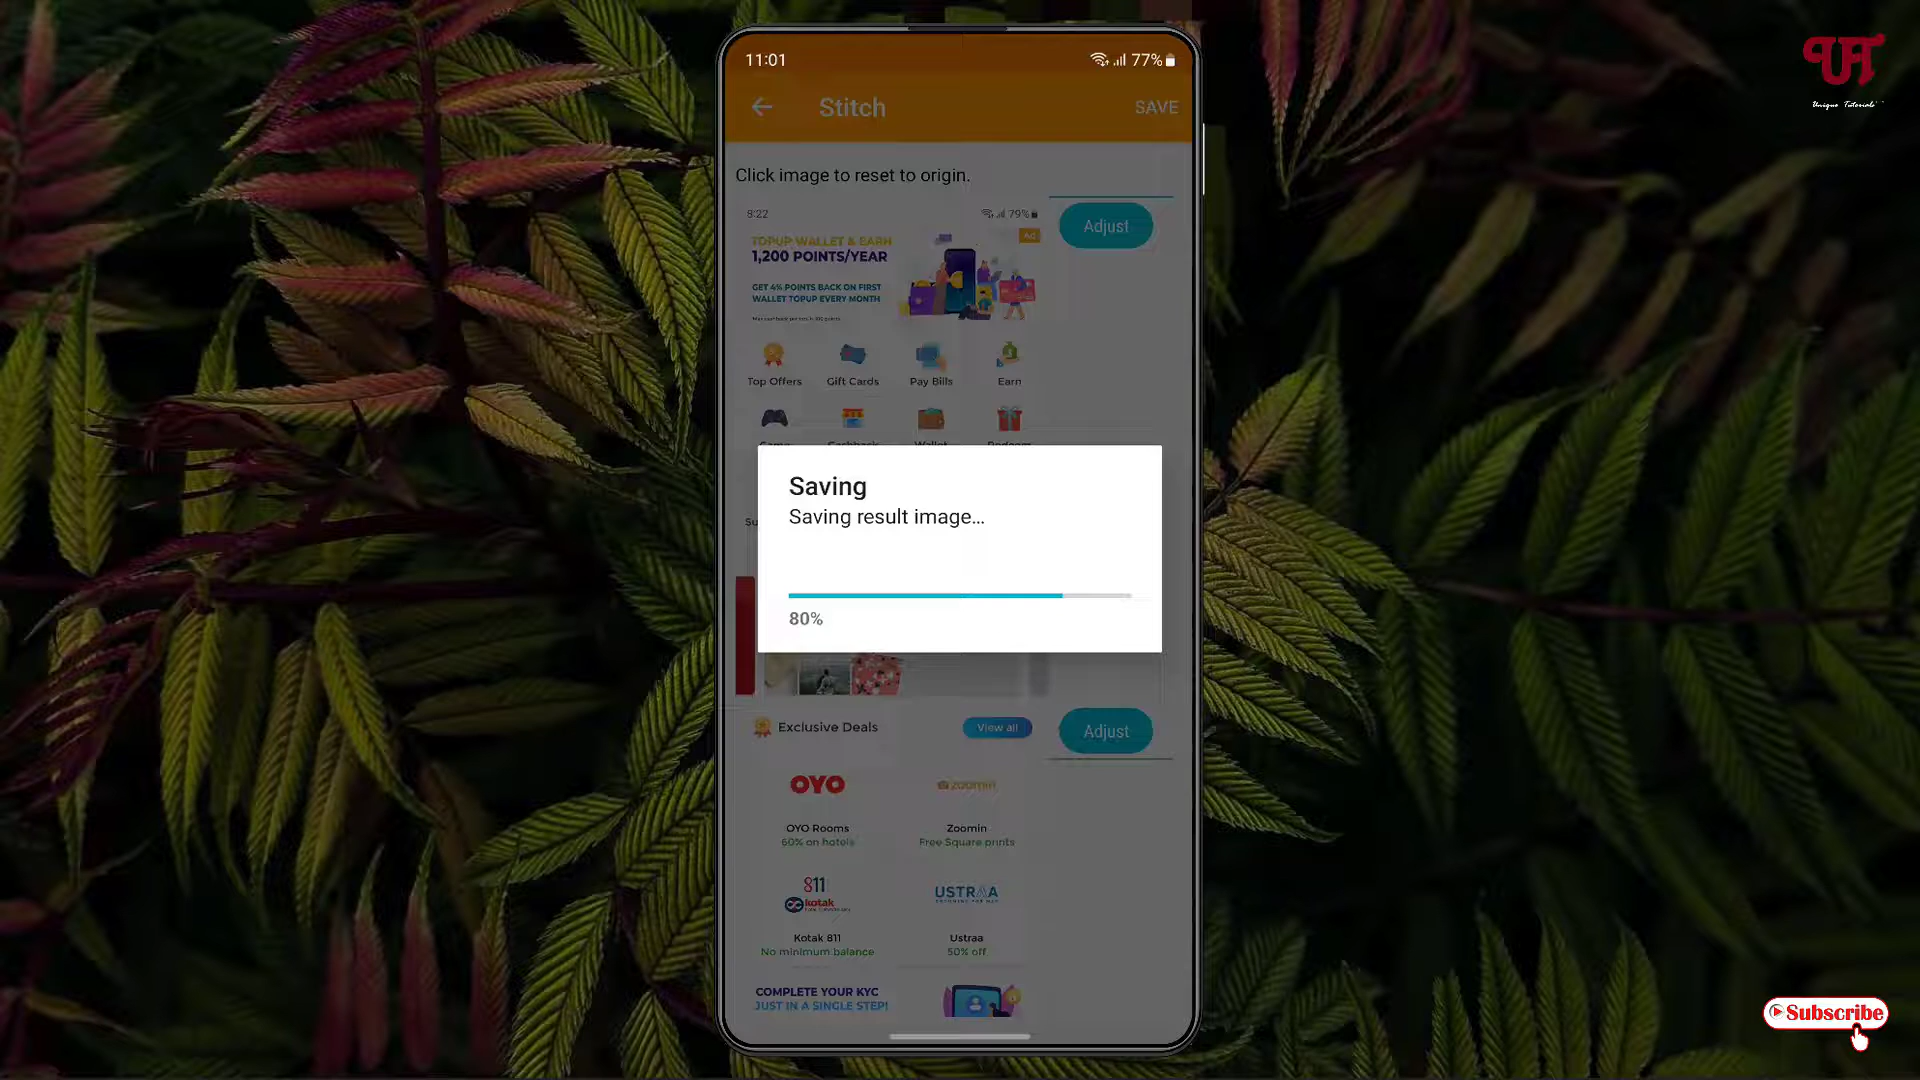 11:01
77%
Stitch
SAVE
Click image to reset to origin.
8:22
79%
Ad
Adjust
TOPUP WALLET & EARN
1,200 POINTS/YEAR
GET 4% POINTS BACK ON FIRST
WALLET TOPUP EVERY MONTH
Top Offers
Gift Cards
Pay Bills
Earn
Saving
Saving result image...
80%
Exclusive Deals
View all
Adjust
OYO
zoomin
OYO Rooms
Zoomin
60% on hotels
Free Square prints
811
kotak
USTRAA
Kotak 811
Ustraa
No minimum balance
50% off
COMPLETE YOUR KYC
JUST IN A SINGLE STEP!
UT
Unique Tutorials
Subscribe